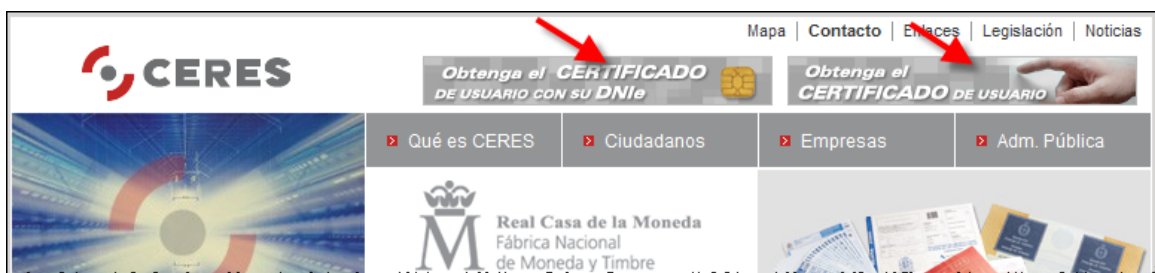 Mapa | Contacto | Enlaces | Legislación | Noticias
CERES
Obtenga el CERTIFICADO
DE USUARIO CON SU DNIe
Obtenga el
CERTIFICADO DE USUARIO
Qué es CERES
Ciudadanos
Empresas
Adm. Pública
M
Real Casa de la Moneda
Fábrica Nacional
de Moneda y Timbre